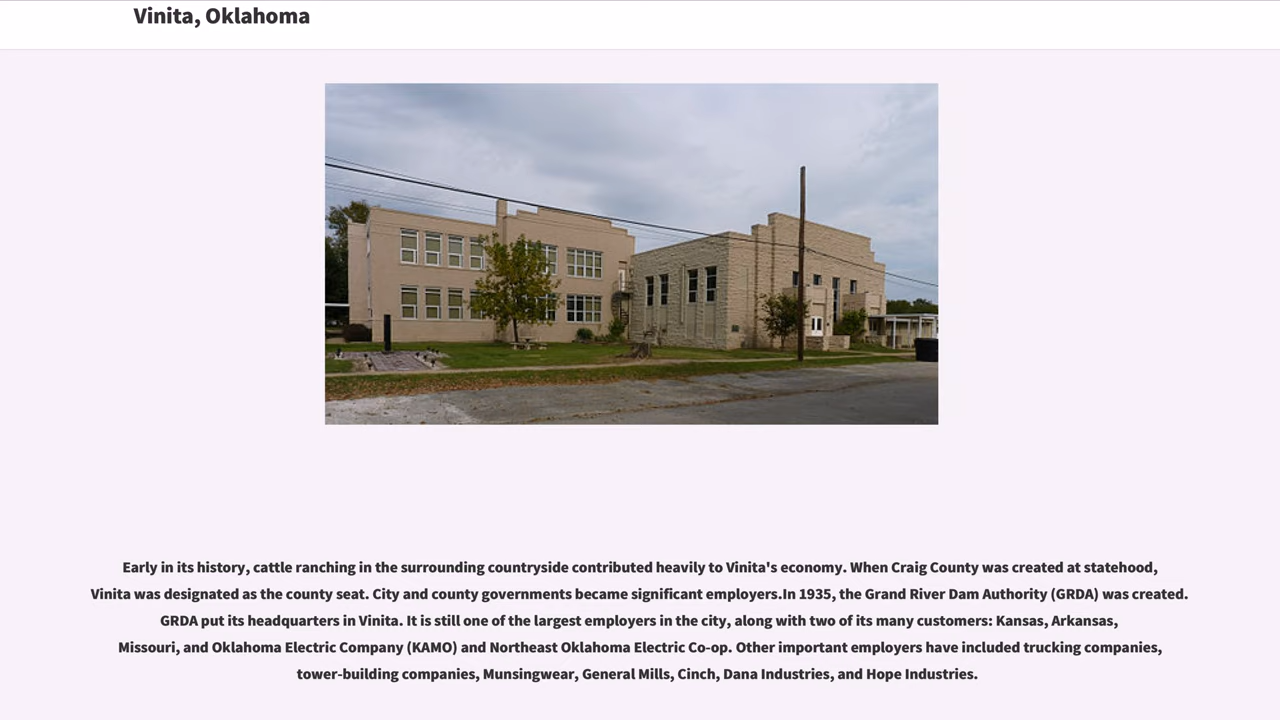 Vinita, Oklahoma
Early in its history, cattle ranching in the surrounding countryside contributed heavily to Vinita's economy. When Craig County was created at statehood,
Vinita was designated as the county seat. City and county governments became significant employers.In 1935, the Grand River Dam Authority (GRDA) was created.
GRDA put its headquarters in Vinita. It is still one of the largest employers in the city, along with two of its many customers: Kansas, Arkansas,
Missouri, and Oklahoma Electric Company (KAMO) and Northeast Oklahoma Electric Co-op. Other important employers have included trucking companies,
tower-building companies, Munsingwear, General Mills, Cinch, Dana Industries, and Hope Industries.